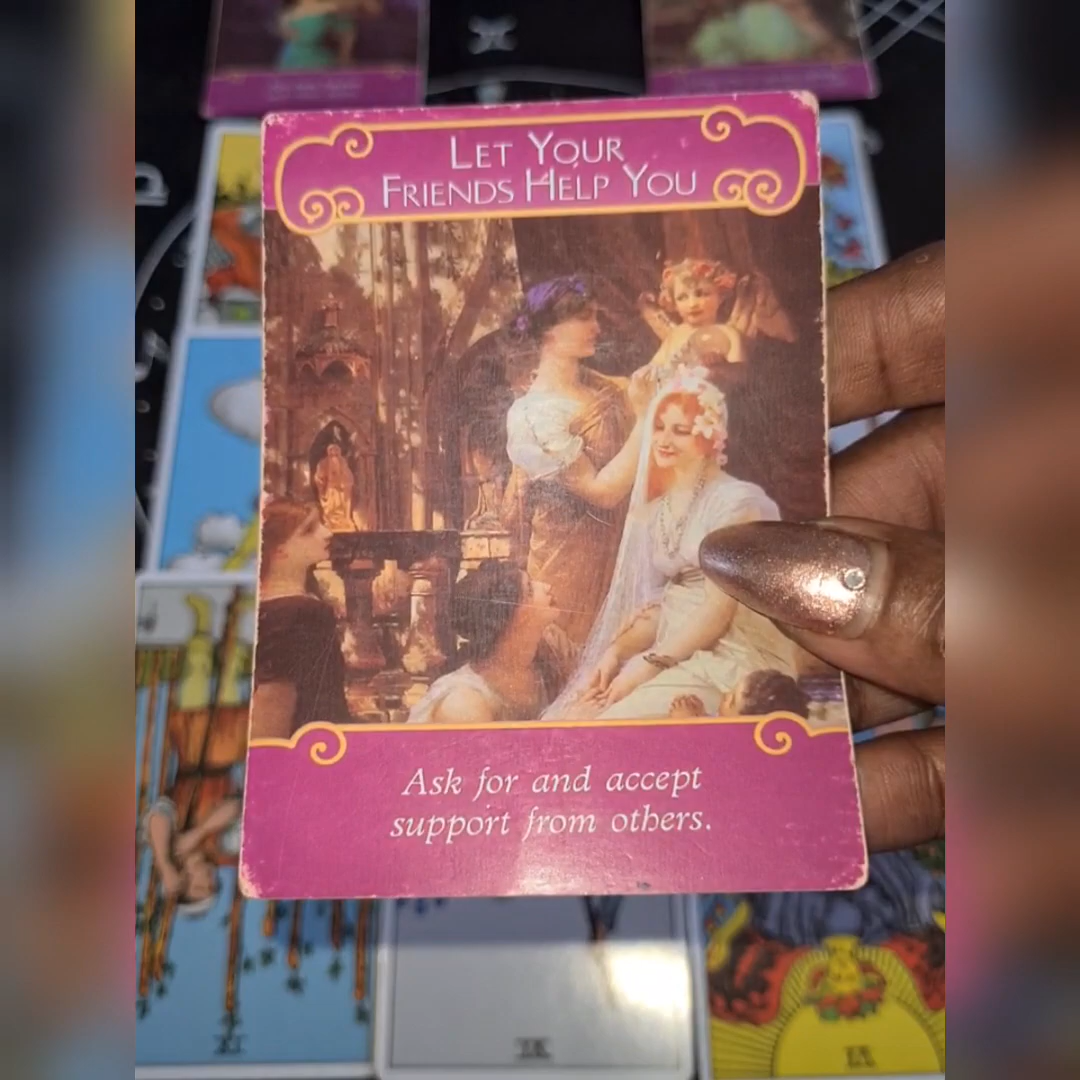 LET YOUR
FRIENDS HELP YOU
Ask for and accept
support from others.